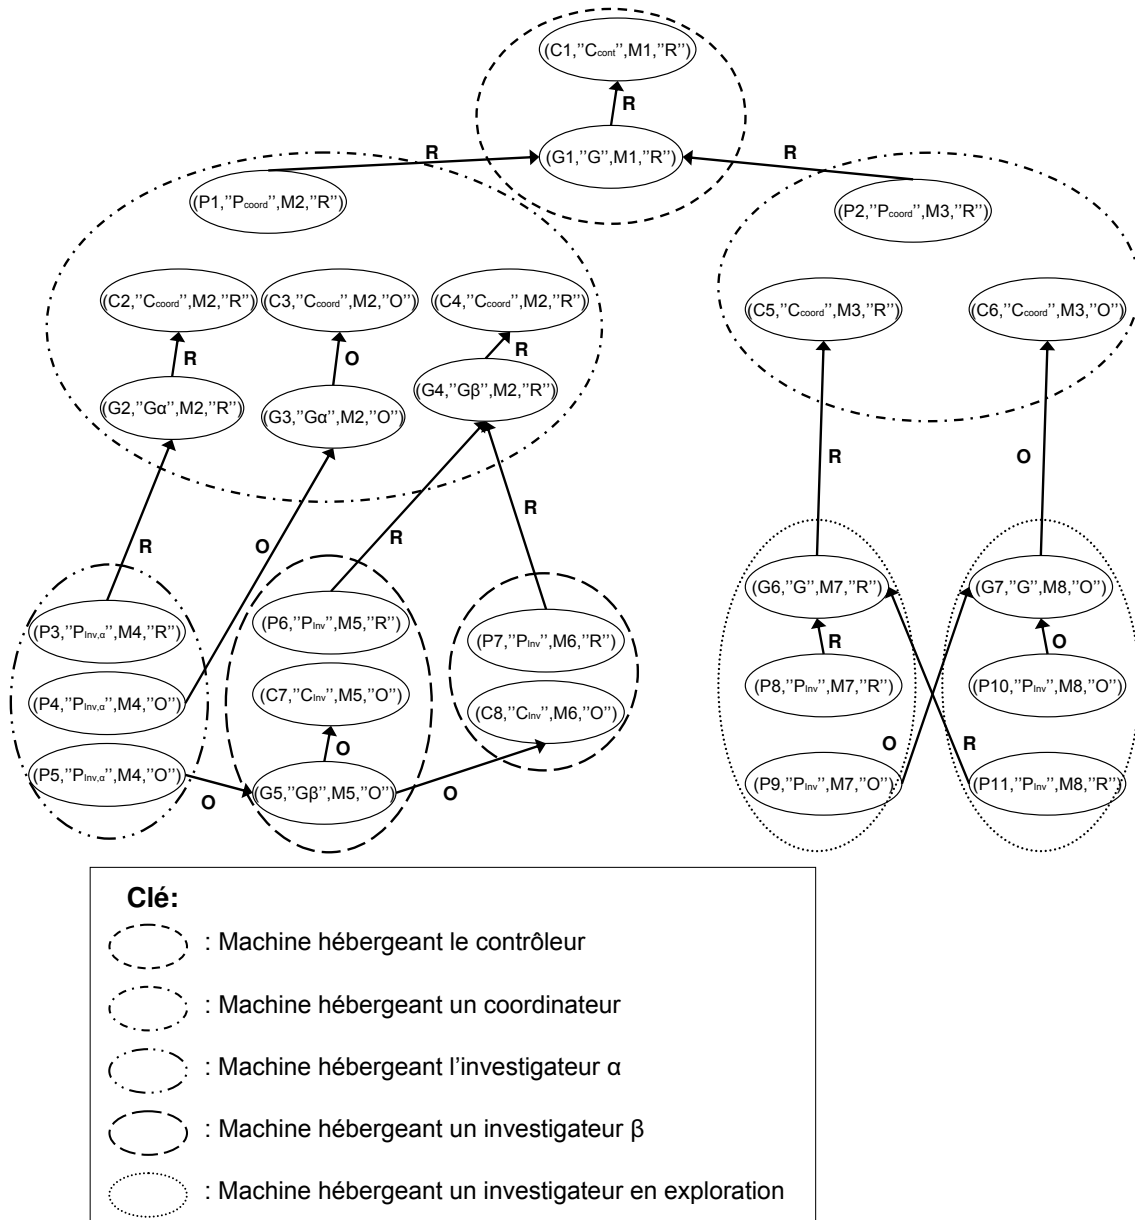 (C1,"Ccont",M1,"R")
R
(G1,"G",M1,"R")
R
R
(P1,"Pcoord",M2,"R")
(P2,"Pcoord",M3,"R")
(C2,"Ccoord",M2,"R")
(C3,"Ccoord",M2,"O")
(C4,"Ccoord",M2,"R")
(C5,"Ccoord",M3,"R")
(C6,"Ccoord",M3,"O")
R
O
R
(G2,"Gα",M2,"R")
(G3,"Gα",M2,"O")
(G4,"Gβ",M2,"R")
R
O
R
R
R
O
(P3,"PInv,α",M4,"R")
(P4,"PInv,α",M4,"O")
(P5,"PInv,α",M4,"O")
O
(P6,"PInv",M5,"R")
(C7,"CInv",M5,"O")
O
(G5,"Gβ",M5,"O")
O
(P7,"PInv",M6,"R")
(C8,"CInv",M6,"O")
(G6,"G",M7,"R")
R
(P8,"PInv",M7,"R")
O
(P9,"PInv",M7,"O")
(G7,"G",M8,"O")
O
(P10,"PInv",M8,"O")
R
(P11,"PInv",M8,"R")
Clé:
: Machine hébergeant le contrôleur
: Machine hébergeant un coordinateur
: Machine hébergeant l'investigateur α
: Machine hébergeant un investigateur β
: Machine hébergeant un investigateur en exploration